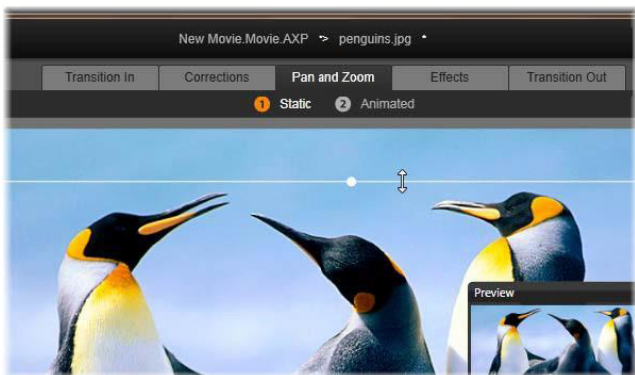 New Movie.Movie.AXP *> penguins.jpg *
Transition In Corrections Pan and Zoom Effects Transition Out
1 Static 2 Animated
Preview